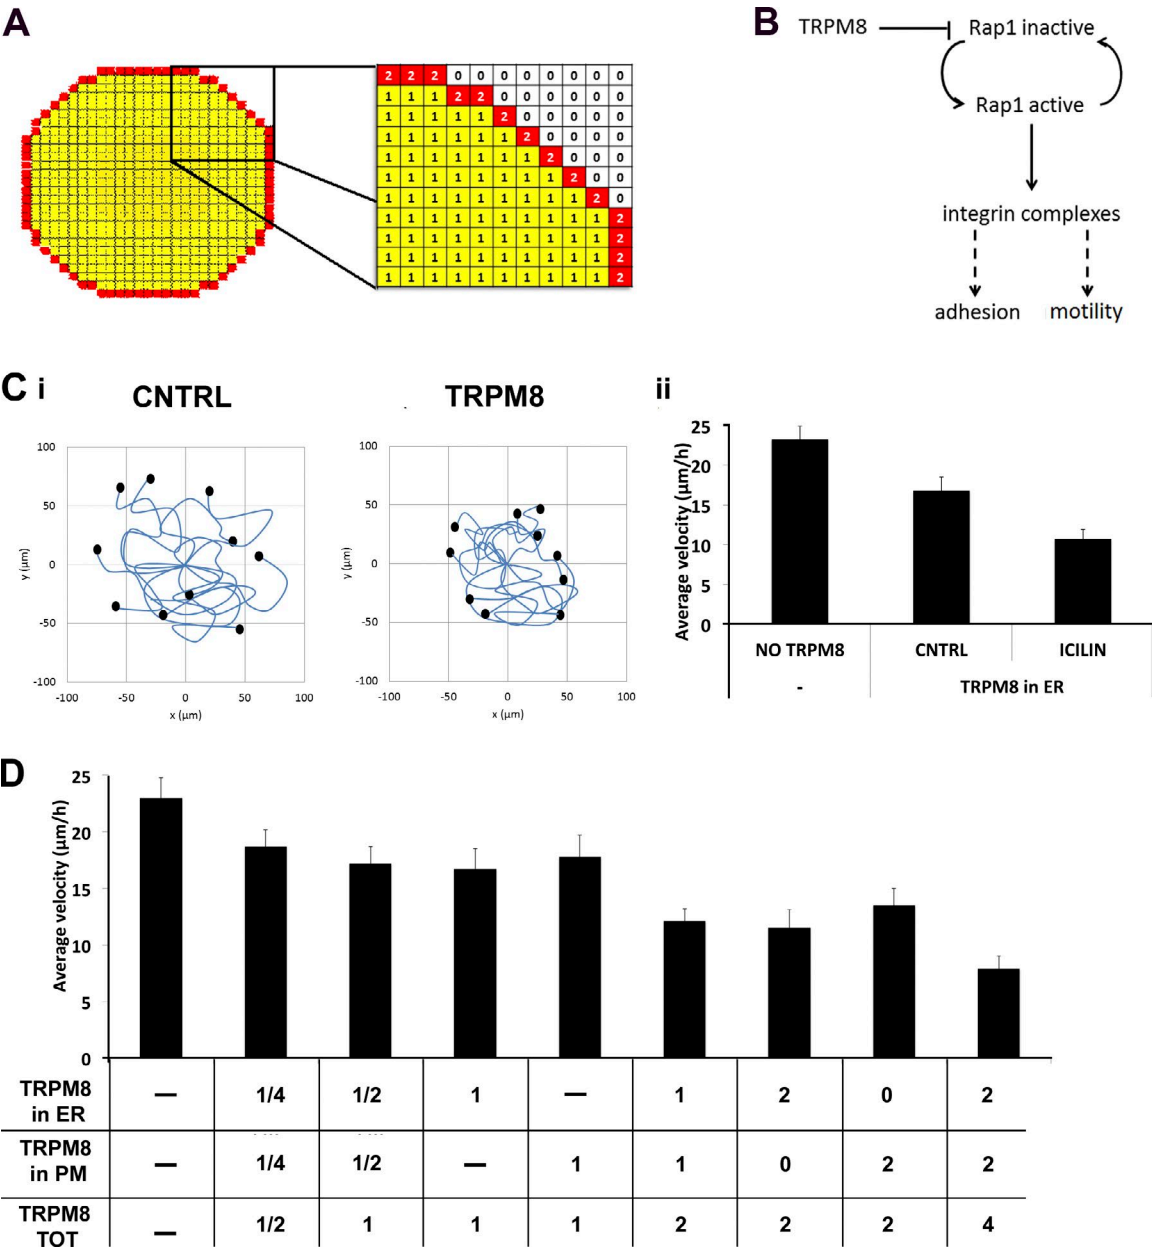 A
2 2 2 0 0 0 0 0 0 0 0
1 1 1 2 2 0 0 0 0 0 0
1 1 1 1 1 2 0 0 0 0 0
1 1 1 1 1 1 2 0 0 0 0
1 1 1 1 1 1 1 2 0 0 0
1 1 1 1 1 1 1 1 2 0 0
1 1 1 1 1 1 1 1 1 2 0
1 1 1 1 1 1 1 1 1 1 2
1 1 1 1 1 1 1 1 1 1 2
1 1 1 1 1 1 1 1 1 1 2
1 1 1 1 1 1 1 1 1 1 2
B
TRPM8 Rap1 inactive
Rap1 active
integrin complexes
adhesion motility
C i
CNTRL
100
50
0
-50
-100
y (µm)
-100 -50 0 50 100
x (µm)
TRPM8
100
50
0
-50
-100
y (µm)
-100 -50 0 50 100
x (µm)
ii
Average velocity (µm/h)
25
20
15
10
5
0
NO TRPM8 CNTRL ICILIN
- TRPM8 in ER
D
Average velocity (µm/h)
25
20
15
10
5
0
TRPM8
in ER
— 1/4 1/2 1 — 1 2 0 2
TRPM8
in PM
— 1/4 1/2 — 1 1 0 2 2
TRPM8
TOT
— 1/2 1 1 1 2 2 2 4